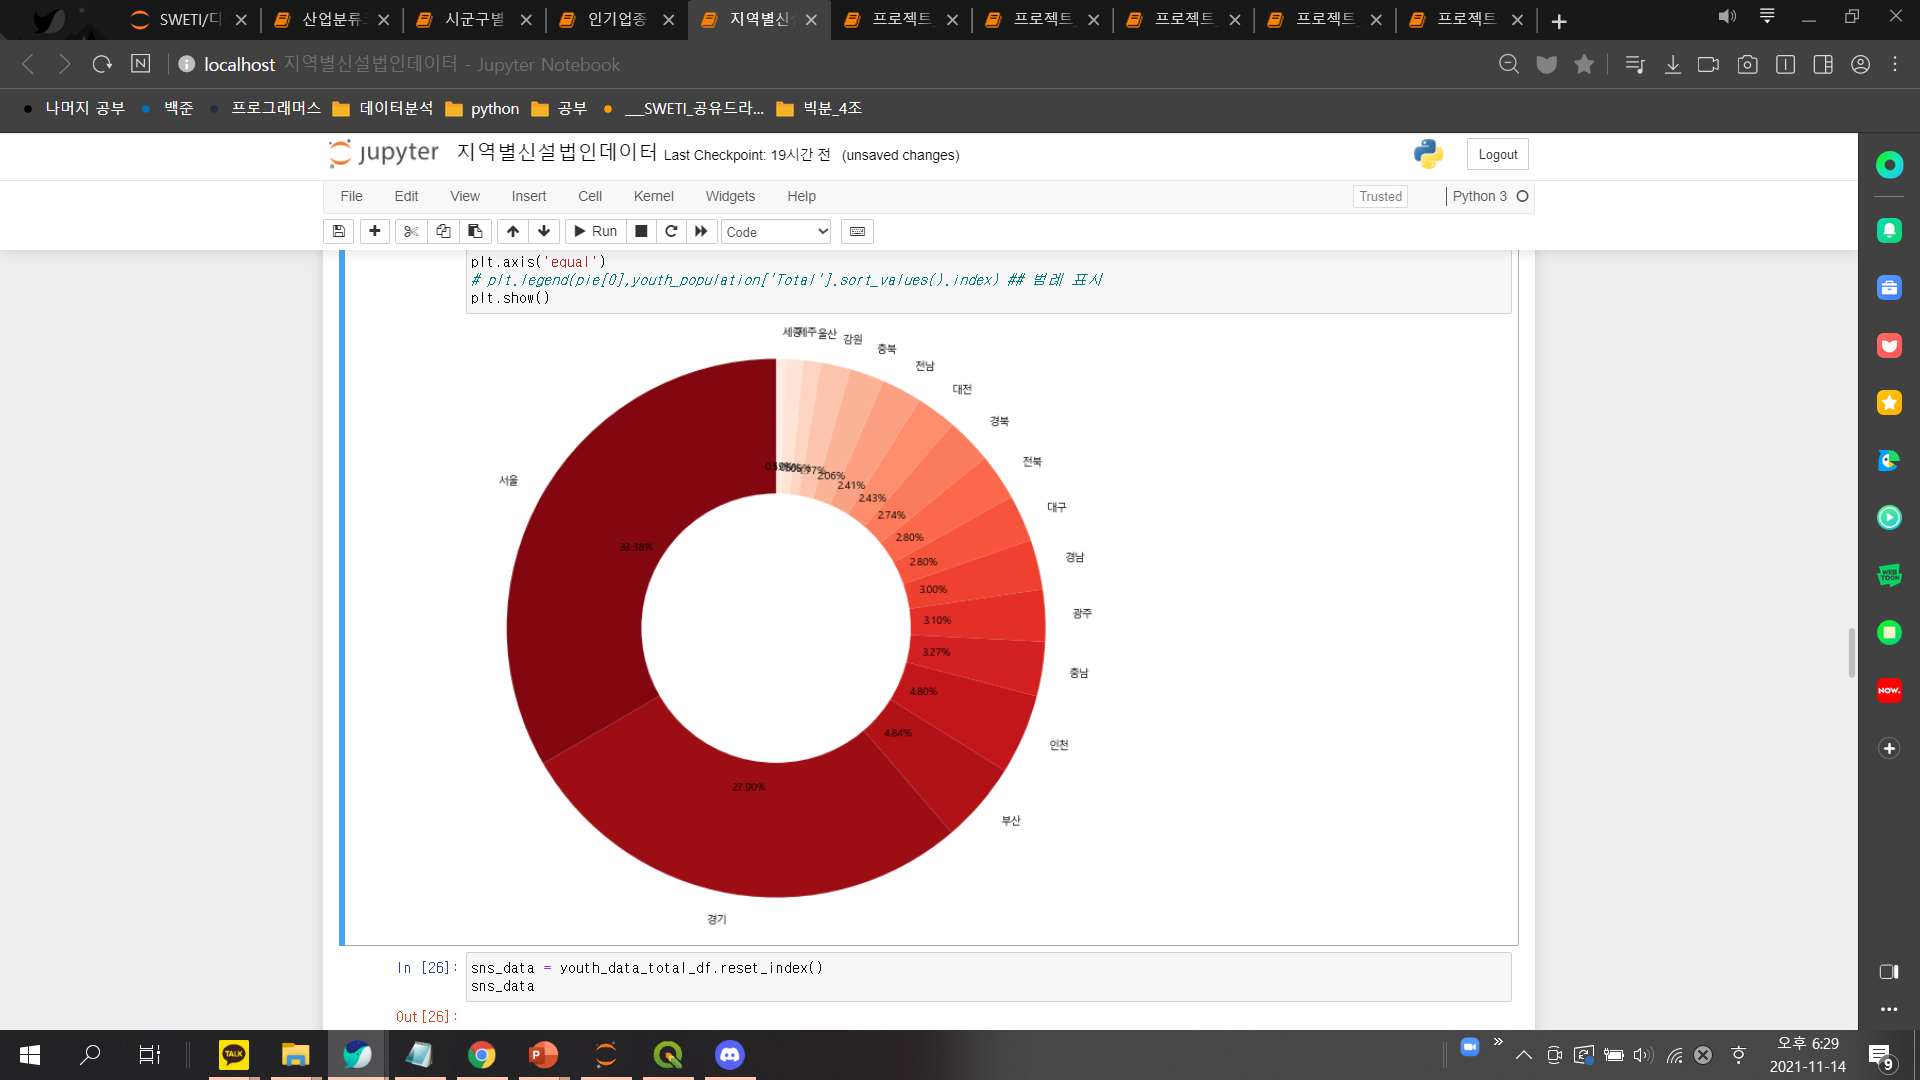 SWETI/디
산업분류
시군구별
인기업종
지역별신
프로젝트
프로젝트
프로젝트
프로젝트
프로젝트
localhost 지역별신설법인데이터 - Jupyter Notebook
나머지 공부
백준
프로그래머스
데이터분석
python
공부
___SWETI_공유드라...
빅분_4조
jupyter 지역별신설법인데이터 Last Checkpoint: 19시간 전 (unsaved changes)
Logout
File Edit View Insert Cell Kernel Widgets Help
Trusted
Python 3
Run
Code
plt.axis('equal')
# plt.legend(pie[0],youth_population['Total'].sort_values().index) ## 범례 표시
plt.show()
울산
강원
충북
전남
대전
경북
전북
대구
경남
광주
충남
인천
부산
경기
서울
2.06%
2.41%
2.43%
2.74%
2.80%
2.80%
3.00%
3.10%
3.27%
4.80%
4.84%
27.90%
33.38%
In [26]:
sns_data = youth_data_total_df.reset_index()
sns_data
Out[26]:
WEBTOON
NOW.
TALK
오후 6:29
2021-11-14
9